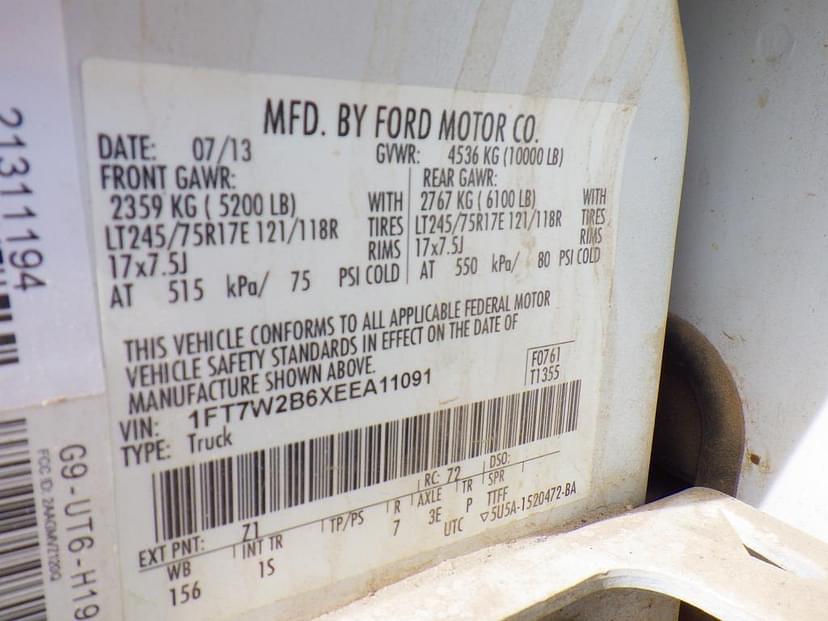 MFD. BY FORD MOTOR CO.
DATE: 07/13 GVWR: 4536 KG (10000 LB)
FRONT GAWR: REAR GAWR:
2359 KG ( 5200 LB) WITH 2767 KG ( 6100 LB) WITH
LT245/75R17E 121/118R TIRES LT245/75R17E 121/118R TIRES
17x7.5J RIMS 17x7.5J RIMS
AT 515 kPa/ 75 PSI COLD AT 550 kPa/ 80 PSI COLD
THIS VEHICLE CONFORMS TO ALL APPLICABLE FEDERAL MOTOR
VEHICLE SAFETY STANDARDS IN EFFECT ON THE DATE OF
MANUFACTURE SHOWN ABOVE.
VIN: 1FT7W2B6XEEA11091
F0761
TYPE: Truck
T1355
EXT PNT: Z1 RC: 72 DSO:
WB INT TR TP/PS R AXLE TR SPR
156 1S 7 3E P TTFF
UTC ▽5U5A-1520472-BA
21311194
G9-UT6-H19